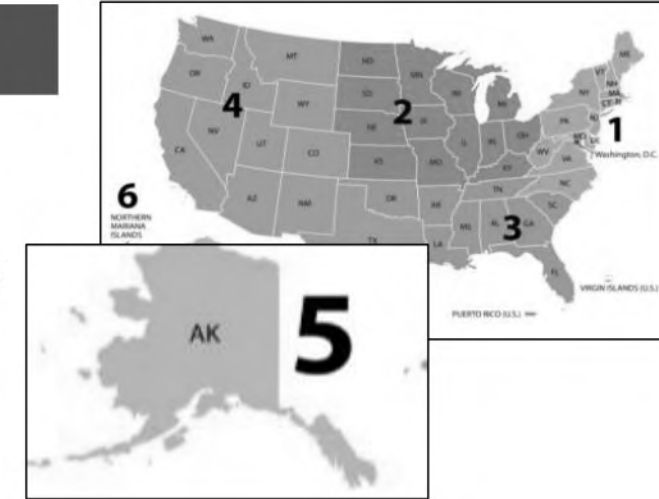 WA
MT
ND
MN
ME
OR
ID
SD
WI
VT
NH
NY
MA
CT
RI
4
WY
2
MI
1
NV
NE
IA
PA
NJ
CA
UT
CO
IL
IN
OH
WV
VA
Washington, D.C.
KS
MO
KY
6
AZ
NM
OK
AR
TN
NC
SC
NORTHERN
MARIANA
ISLANDS
TX
LA
MS
AL
3
GA
FL
VIRGIN ISLANDS (U.S.)
PUERTO RICO (U.S.)
AK
5